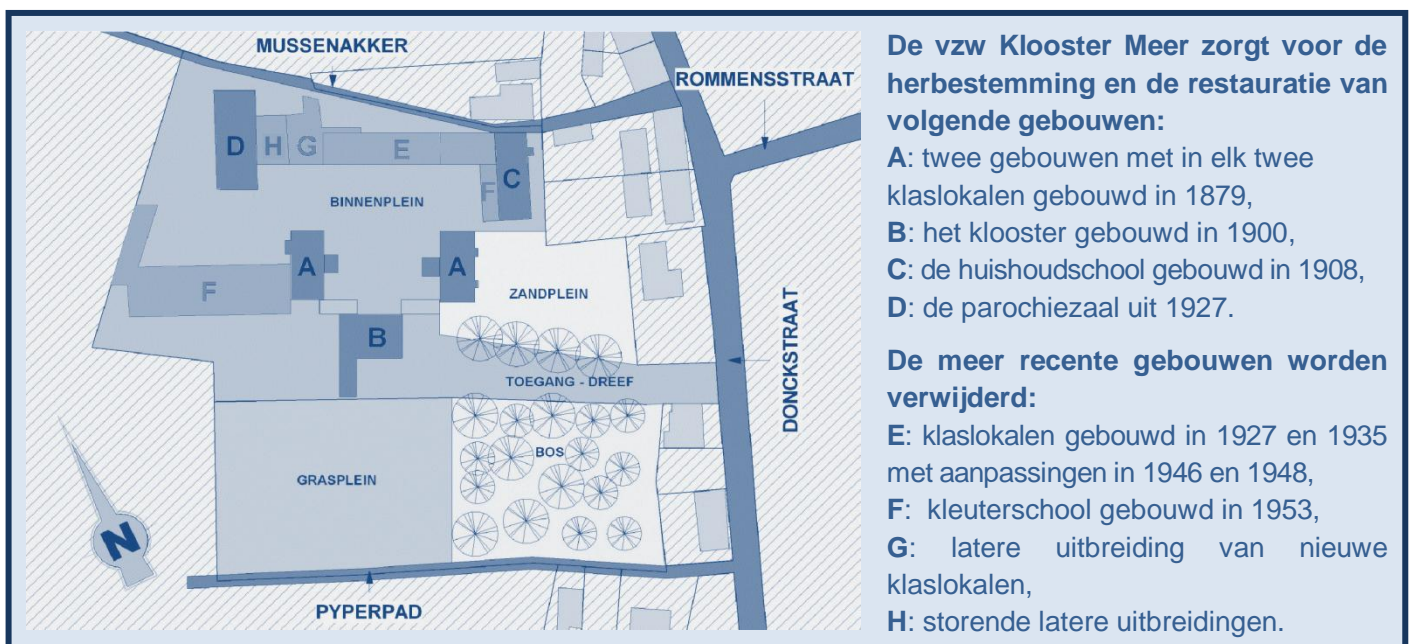 MUSSENAKKER
ROMMENSSTRAAT
D
H
G
E
C
F
BINNENPLEIN
A
A
F
ZANDPLEIN
B
TOEGANG - DREEF
DONCKSTRAAT
BOS
GRASPLEIN
N
PYPERPAD
De vzw Klooster Meer zorgt voor de
herbestemming en de restauratie van
volgende gebouwen:
A: twee gebouwen met in elk twee
klaslokalen gebouwd in 1879,
B: het klooster gebouwd in 1900,
C: de huishoudschool gebouwd in 1908,
D: de parochiezaal uit 1927.
De meer recente gebouwen worden
verwijderd:
E: klaslokalen gebouwd in 1927 en 1935
met aanpassingen in 1946 en 1948,
F: kleuterschool gebouwd in 1953,
G: latere uitbreiding van nieuwe
klaslokalen,
H: storende latere uitbreidingen.